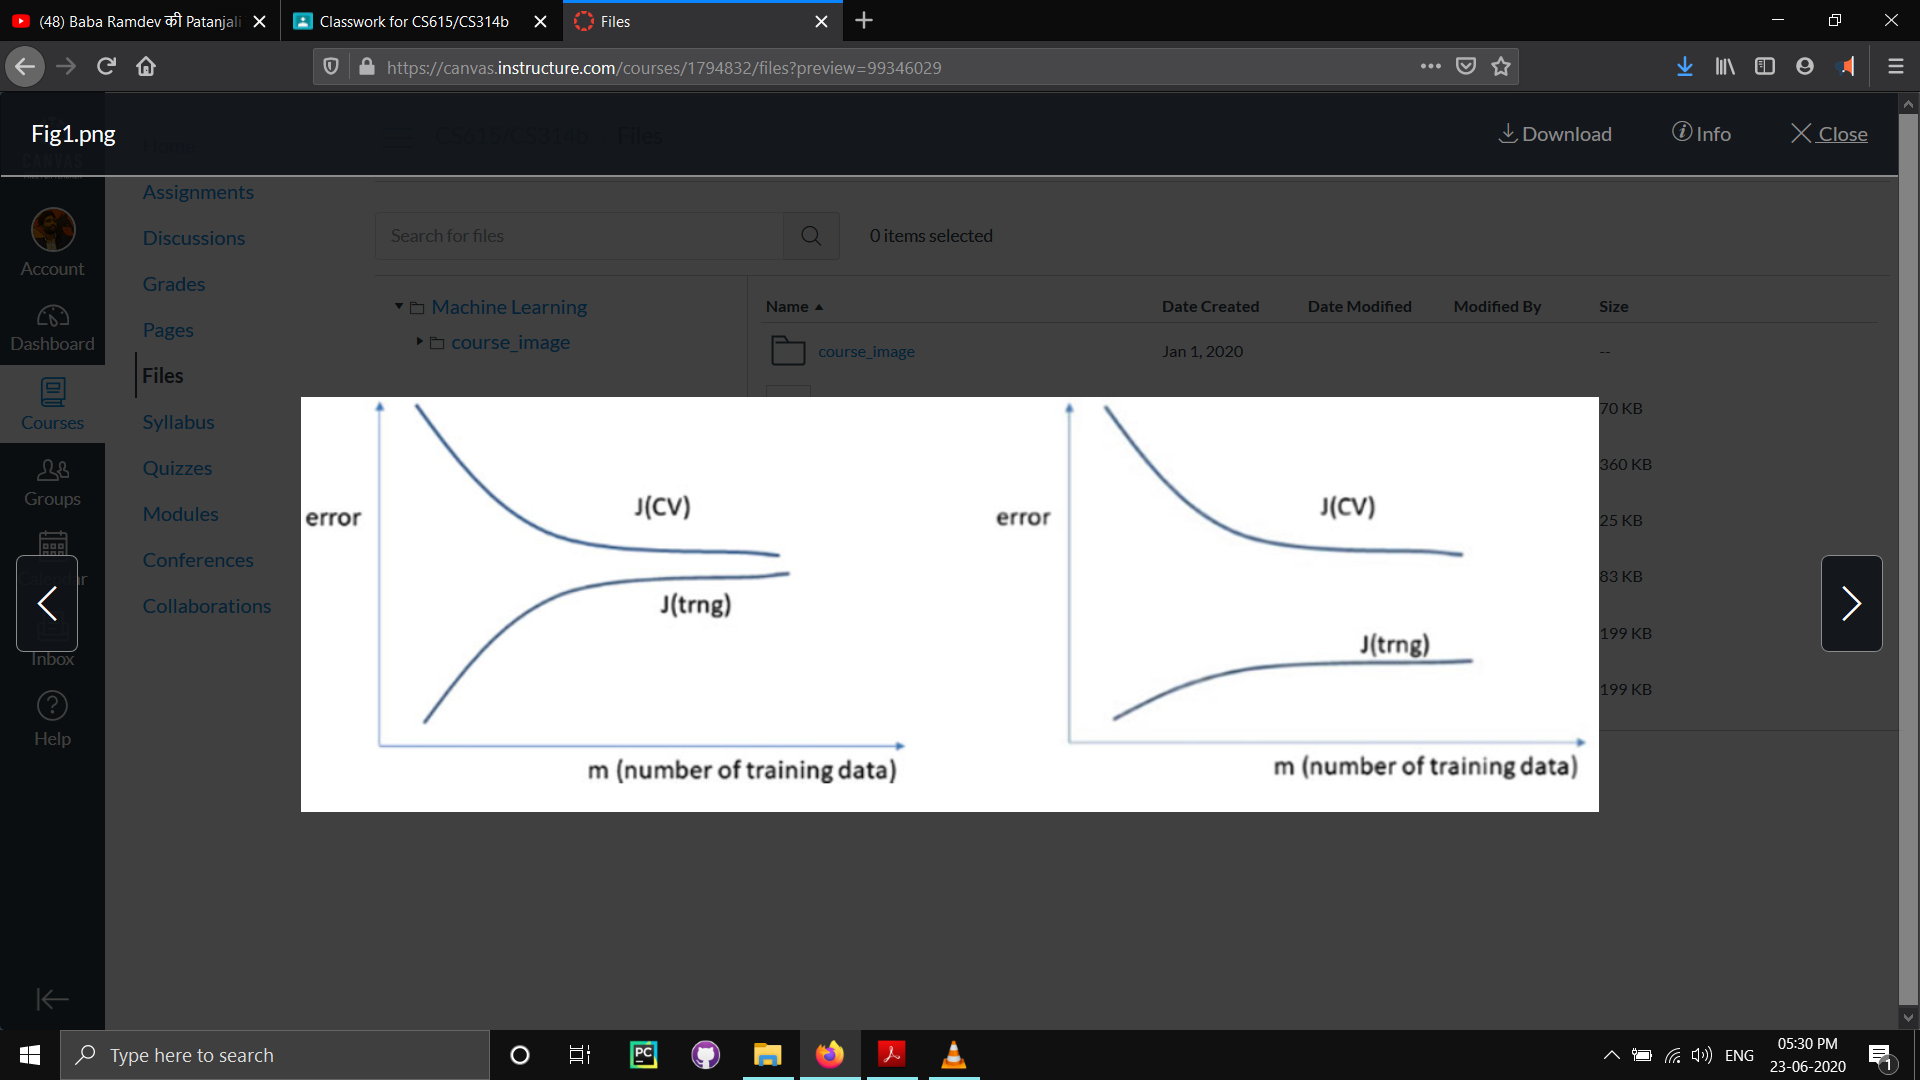 (48) Baba Ramdev की Patanjali
Classwork for CS615/CS314b
Files
https://canvas.instructure.com/courses/1794832/files?preview=99346029
Fig1.png
CS615/CS314b
Files
Download
Info
Close
Account
Dashboard
Courses
Groups
Calendar
Inbox
Help
Assignments
Discussions
Grades
Pages
Files
Syllabus
Quizzes
Modules
Conferences
Collaborations
Search for files
0 items selected
Machine Learning
course_image
Name
Date Created
Date Modified
Modified By
Size
course_image
Jan 1, 2020
--
70 KB
360 KB
25 KB
83 KB
199 KB
199 KB
error
J(CV)
J(trng)
m (number of training data)
error
J(CV)
J(trng)
m (number of training data)
Type here to search
PC
ENG
05:30 PM
23-06-2020
1